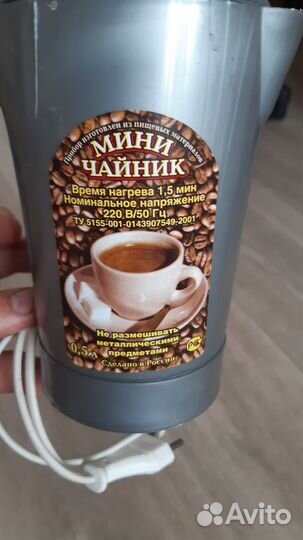 Прибор изготовлен из пищевых материалов
МИНИ
ЧАЙНИК
Время нагрева 1,5 мин
Номинальное напряжение
220 В/50 Гц
ТУ 5155-001-0143907549-2001
Не размешивать
металлическими
предметами
0,5 л
Сделано в России
Avito